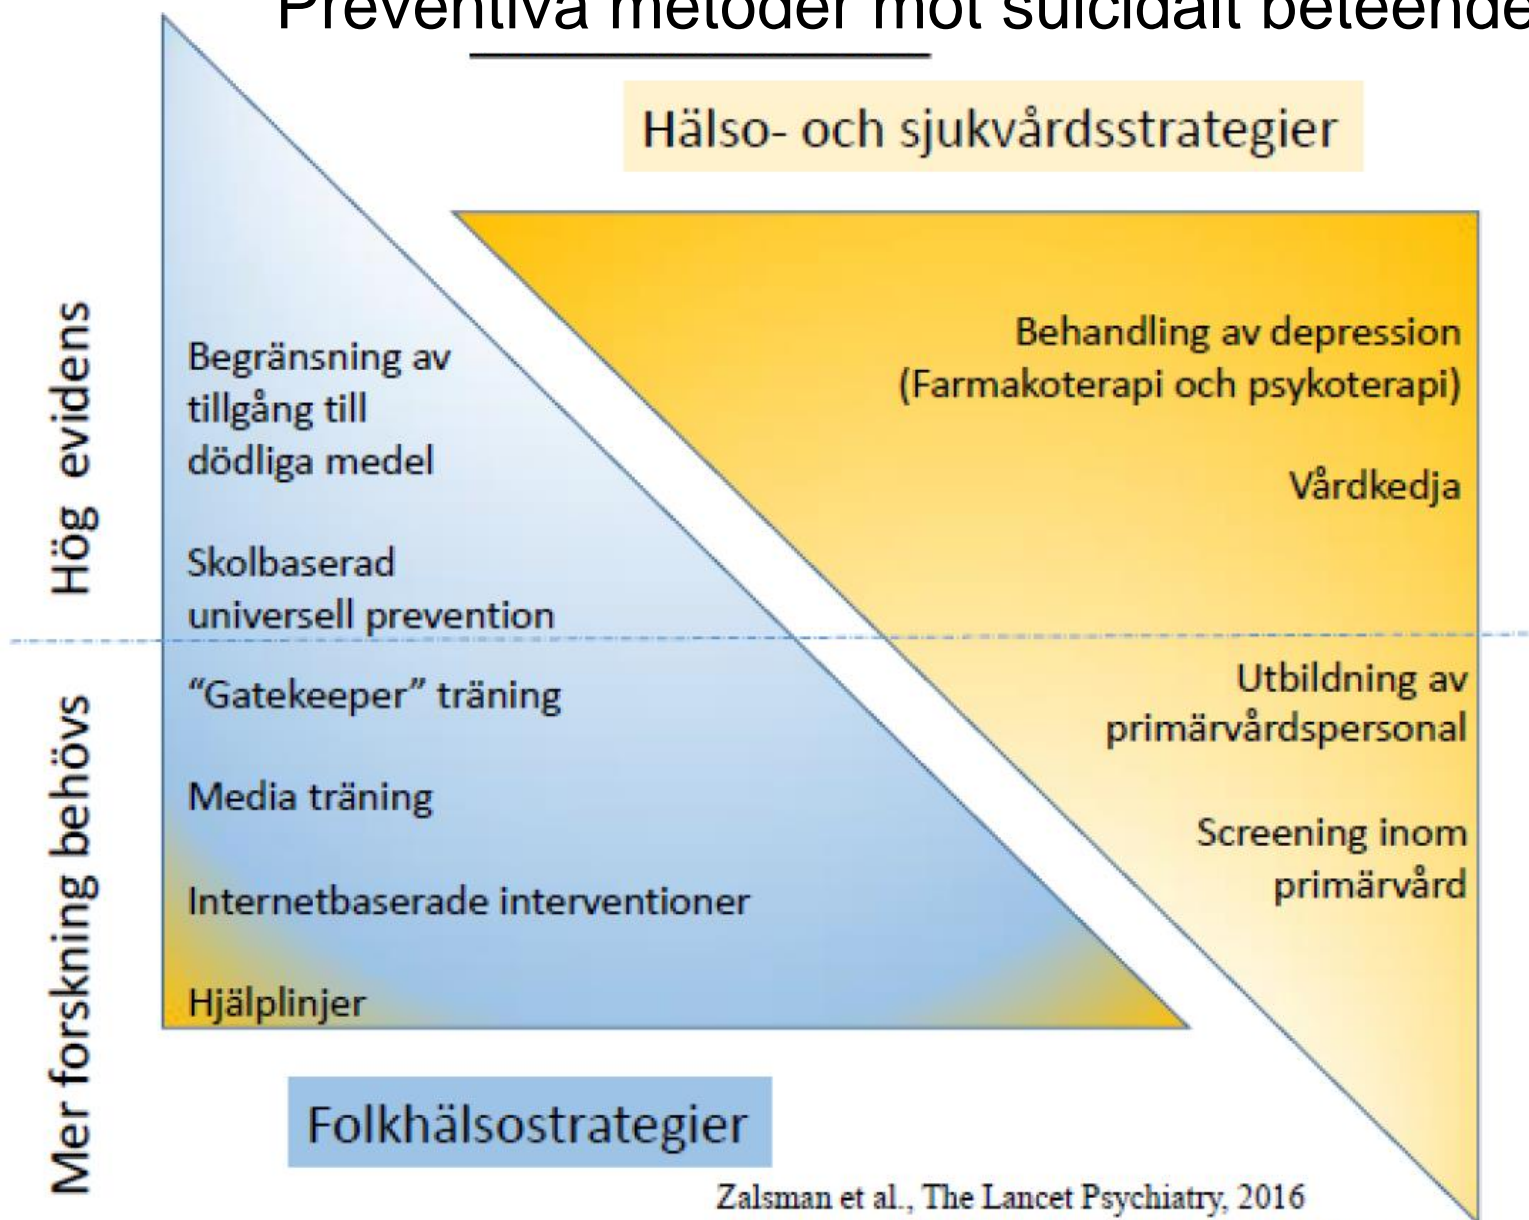 Preventiva metoder mot suicidalt beteende
Hälso- och sjukvårdsstrategier
Hög evidens
Begränsning av
tillgång till
dödliga medel
Skolbaserad
universell prevention
Behandling av depression
(Farmakoterapi och psykoterapi)
Vårdkedja
Mer forskning behövs
“Gatekeeper” träning
Media träning
Internetbaserade interventioner
Hjälplinjer
Utbildning av
primärvårdspersonal
Screening inom
primärvård
Folkhälsostrategier
Zalsman et al., The Lancet Psychiatry, 2016